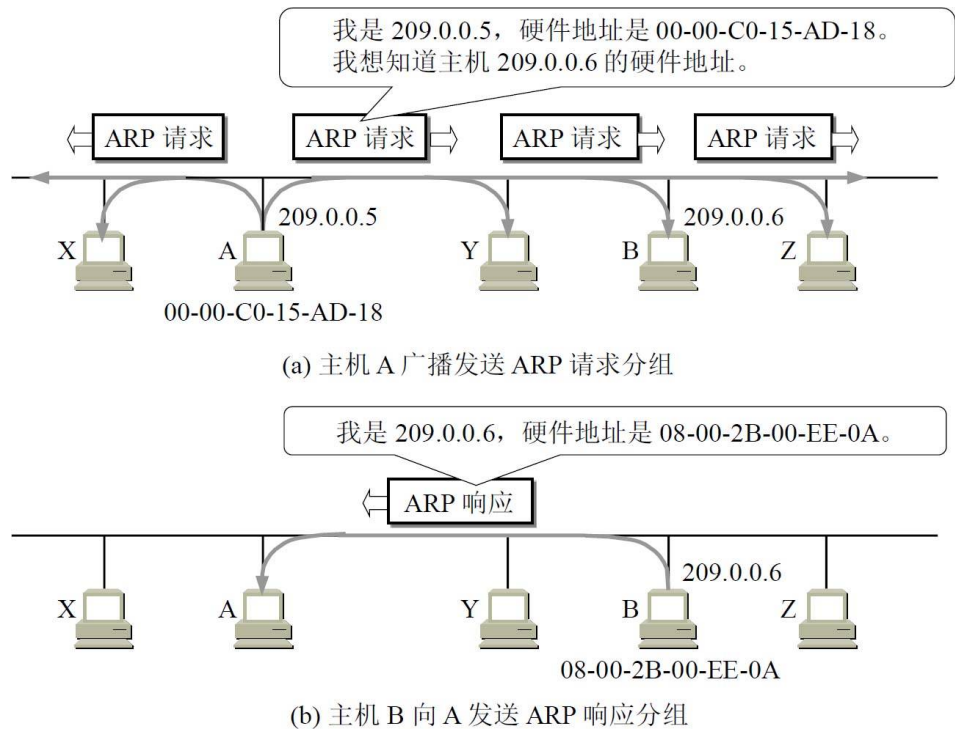 我是 209.0.0.5，硬件地址是 00-00-C0-15-AD-18。
我想知道主机 209.0.0.6 的硬件地址。
ARP 请求
ARP 请求
ARP 请求
ARP 请求
209.0.0.5
209.0.0.6
X
A
Y
B
Z
00-00-C0-15-AD-18
(a) 主机 A 广播发送 ARP 请求分组
我是 209.0.0.6，硬件地址是 08-00-2B-00-EE-0A。
ARP 响应
209.0.0.6
X
A
Y
B
Z
08-00-2B-00-EE-0A
(b) 主机 B 向 A 发送 ARP 响应分组